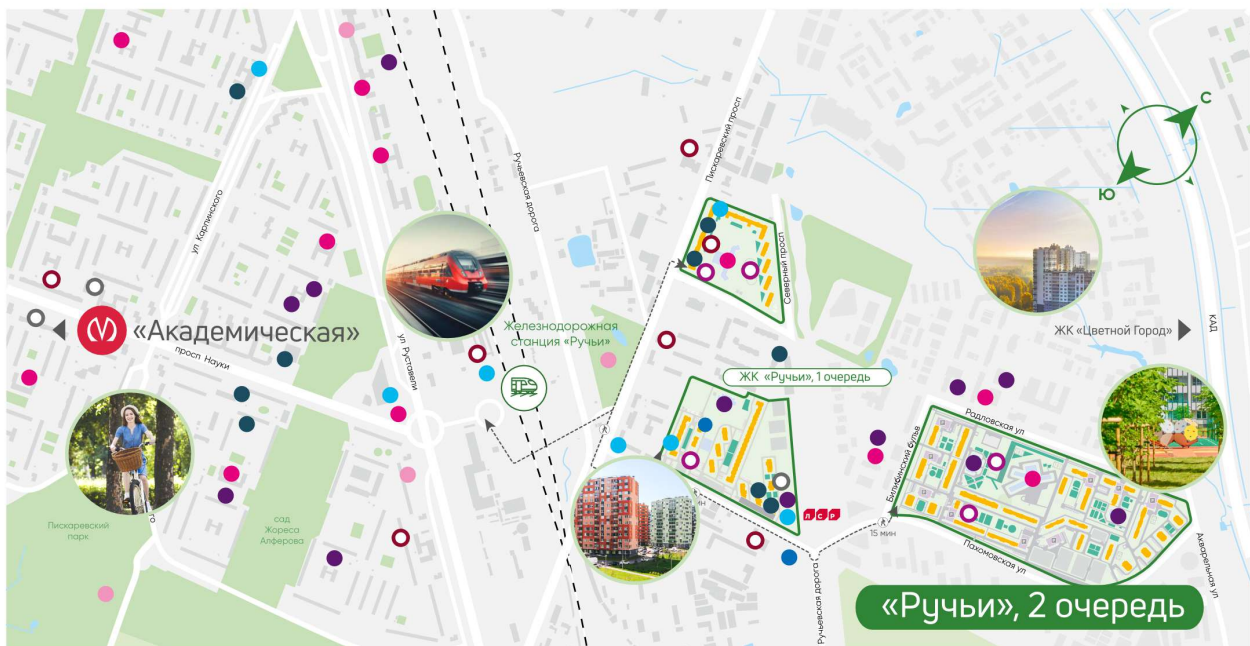 С
Ю
ул Карпинского
Ручьевская дорога
Пискаревский просп
Северный просп
«Академическая»
просп Науки
ул Руставели
Железнодорожная
станция «Ручьи»
ЖК «Цветной Город»
КАД
ЖК «Ручьи», 1 очередь
Радловская ул
Билибинский бульв
Пискаревский
парк
сад
Жореса
Алферова
лср
15 мин
Пахомовская ул
Ручьевская дорога
Акварельная ул
«Ручьи», 2 очередь